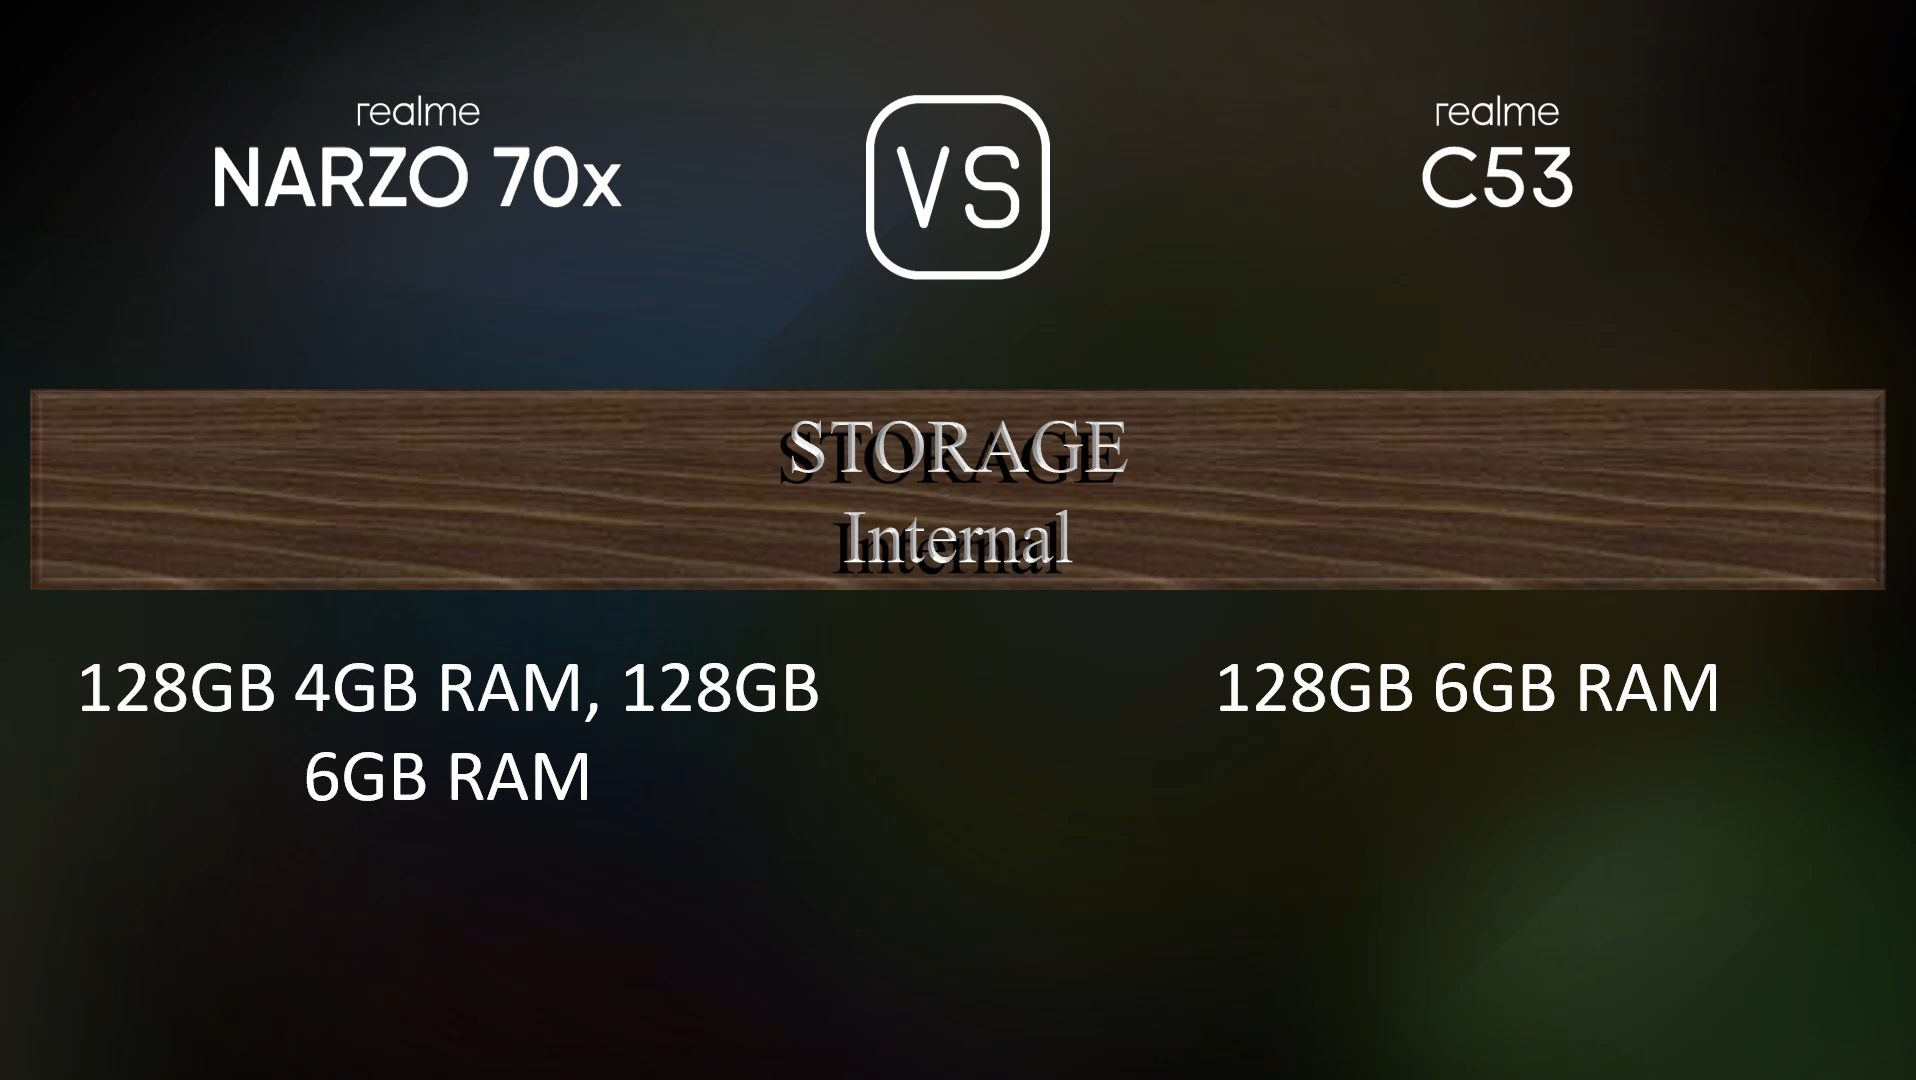 realme
NARZO 70x
VS
realme
C53
STORAGE
Internal
128GB 4GB RAM, 128GB
6GB RAM
128GB 6GB RAM